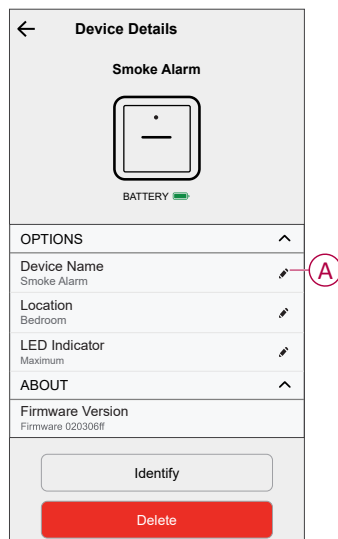 Device Details
Smoke Alarm
BATTERY
OPTIONS
Device Name
Smoke Alarm
A
Location
Bedroom
LED Indicator
Maximum
ABOUT
Firmware Version
Firmware 020306ff
Identify
Delete